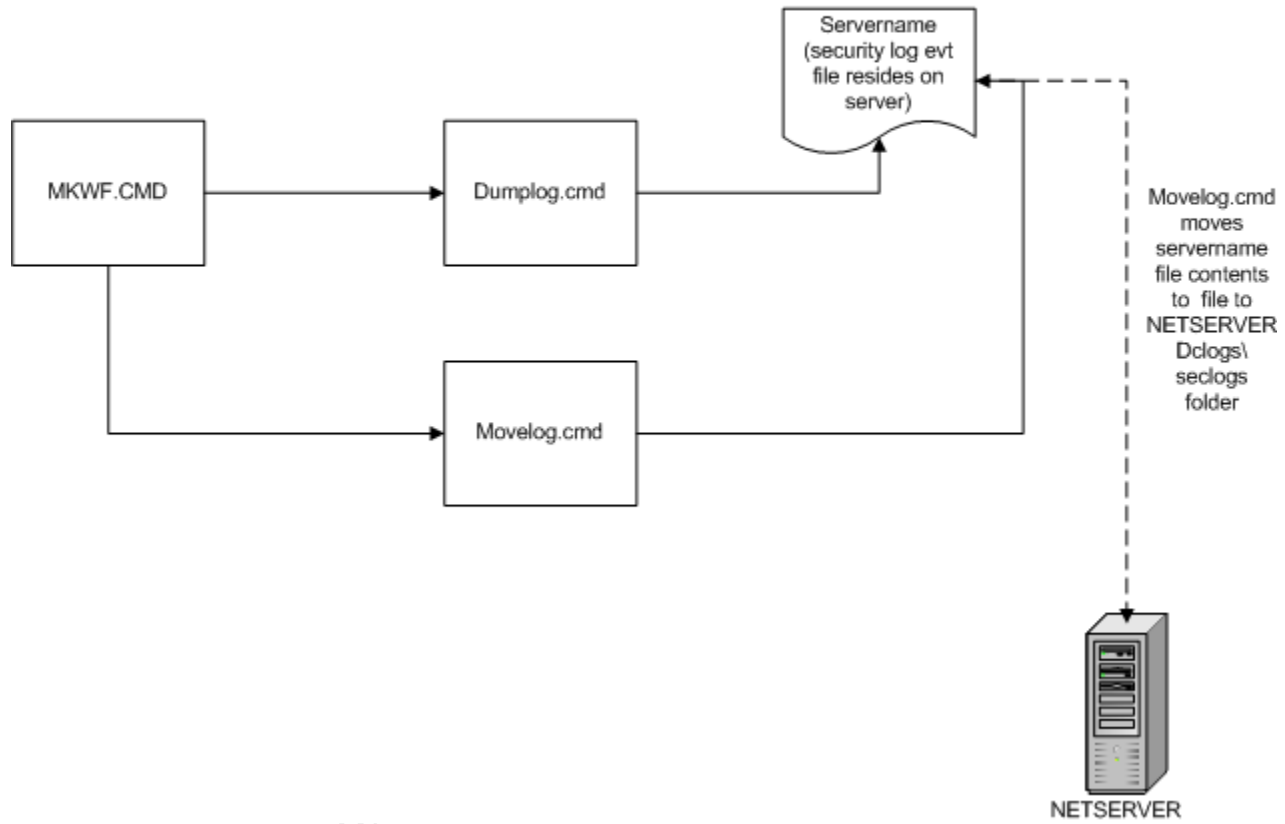 Servername
(security log evt
file resides on
server)
MKWF.CMD
Dumplog.cmd
Movelog.cmd
moves
servername
file contents
to file to
NETSERVER
Dclogs\
seclogs
folder
Movelog.cmd
NETSERVER